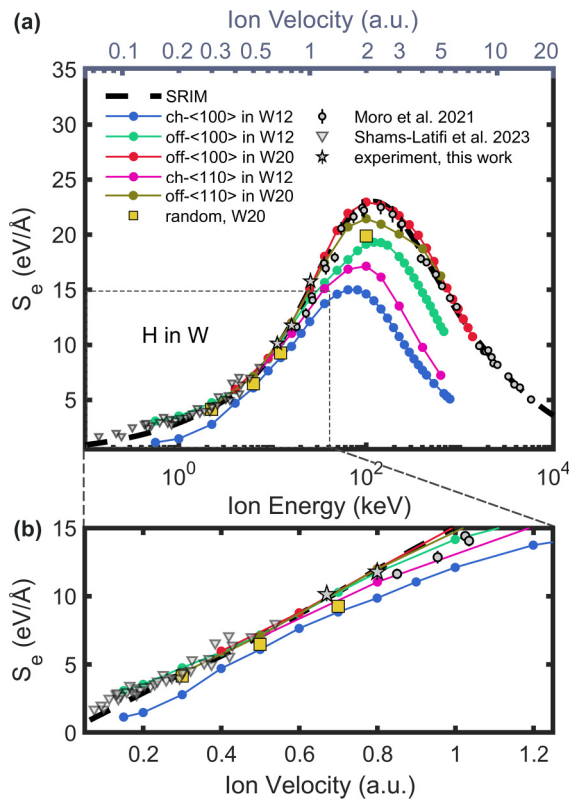 Ion Velocity (a.u.)
(a) 0.1 0.2 0.3 0.5 1 2 3 5 10 20
35
30
25
20
15
10
5
S_e (eV/Å)
SRIM
ch-<100> in W12
off-<100> in W12
off-<100> in W20
ch-<110> in W12
off-<110> in W20
random, W20
Moro et al. 2021
Shams-Latifi et al. 2023
experiment, this work
H in W
10^0 10^2 10^4
Ion Energy (keV)
(b)
15
10
5
0
S_e (eV/Å)
0.2 0.4 0.6 0.8 1 1.2
Ion Velocity (a.u.)